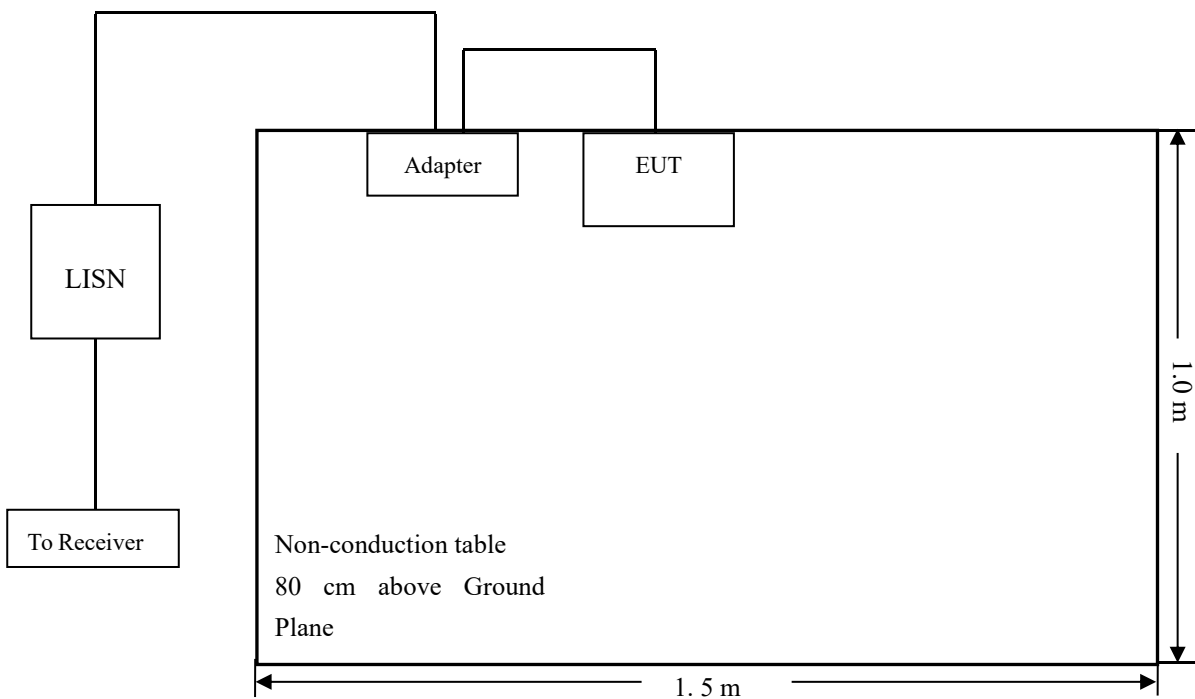 Adapter
EUT
LISN
1.0 m
To Receiver
Non-conduction table
80 cm above Ground
Plane
1. 5 m